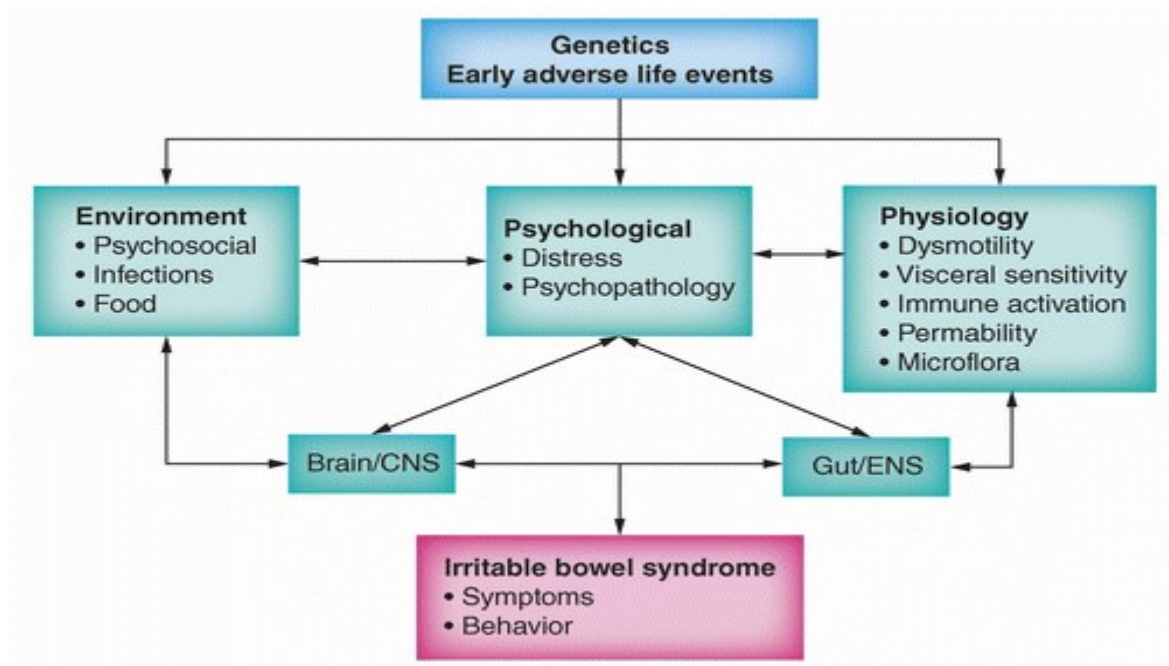 Genetics
Early adverse life events
Environment
• Psychosocial
• Infections
• Food
Psychological
• Distress
• Psychopathology
Physiology
• Dysmotility
• Visceral sensitivity
• Immune activation
• Permability
• Microflora
Brain/CNS
Gut/ENS
Irritable bowel syndrome
• Symptoms
• Behavior